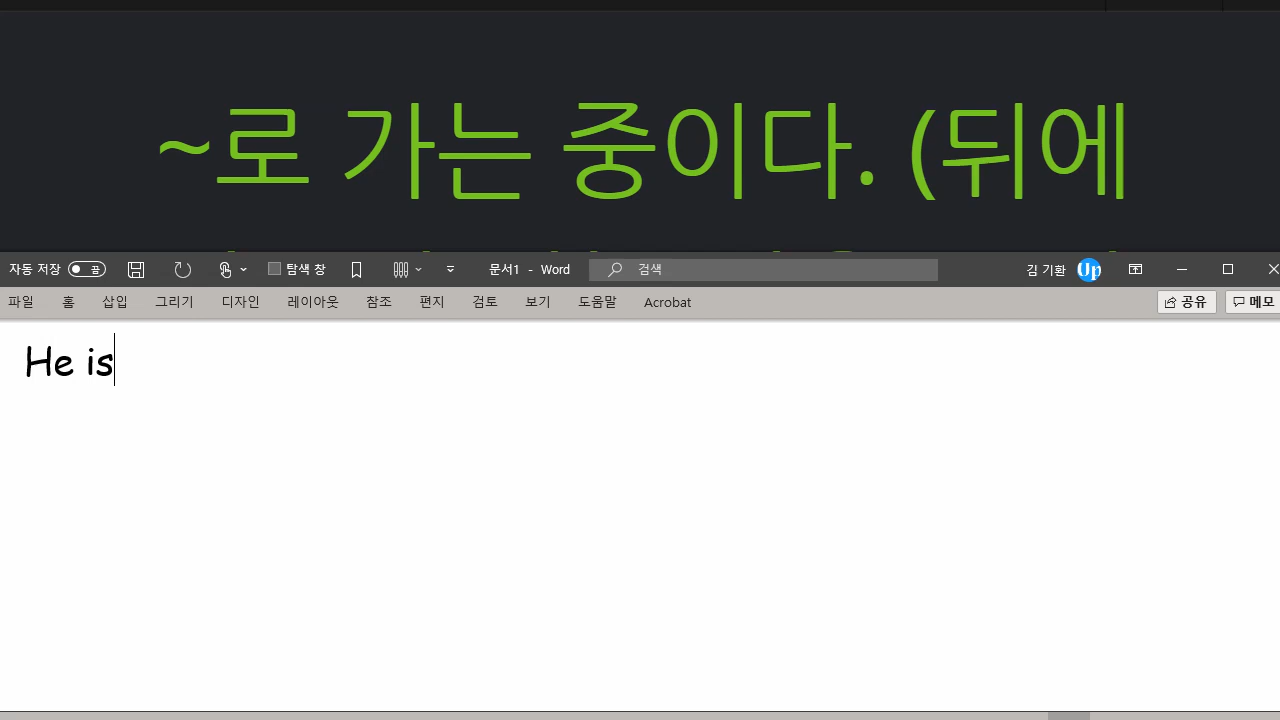 ~로 가는 중이다. (뒤에
자동 저장 끔 탐색 창 문서1 - Word 검색 김 기환 Up
파일 홈 삽입 그리기 디자인 레이아웃 참조 편지 검토 보기 도움말 Acrobat 공유 메모
He is